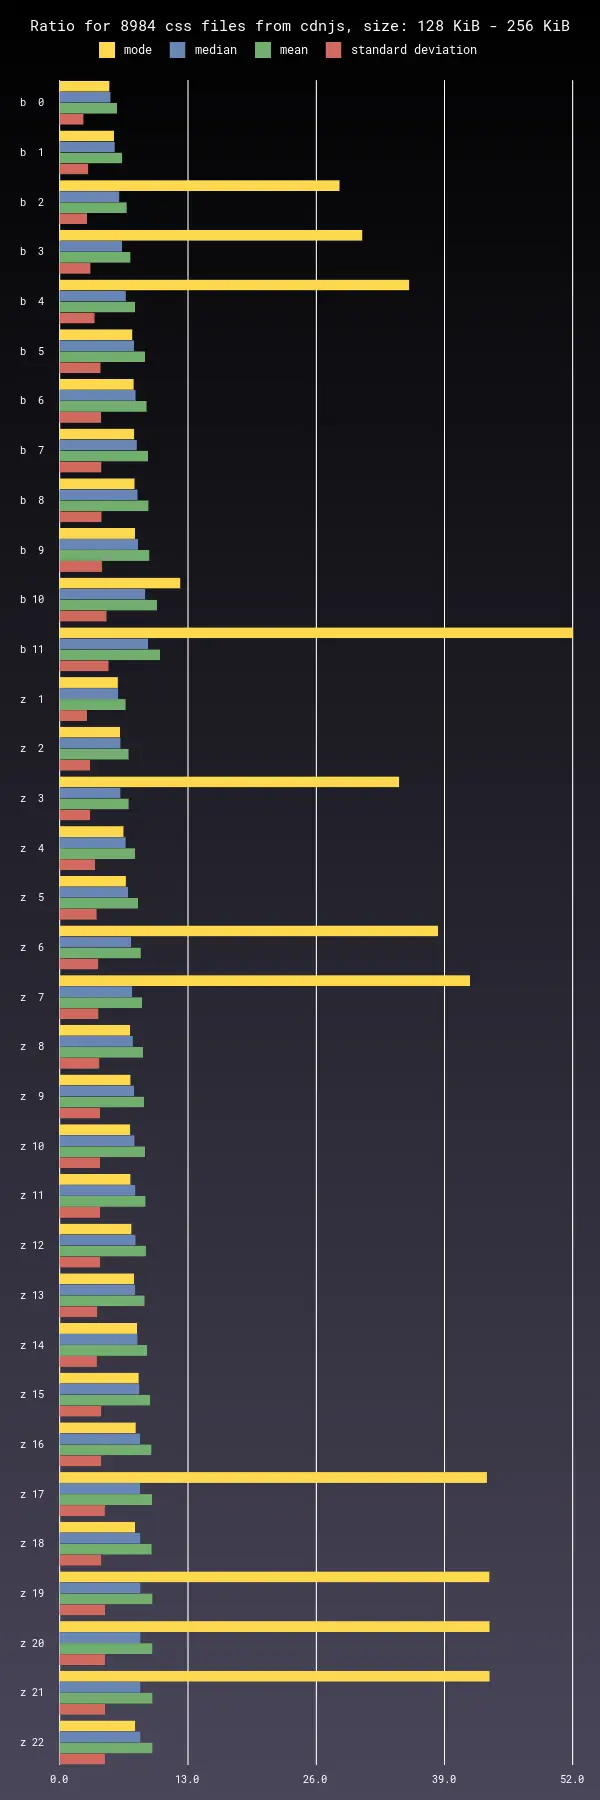 Ratio for 8984 css files from cdnjs, size: 128 KiB - 256 KiB
mode median mean standard deviation
b 0
b 1
b 2
b 3
b 4
b 5
b 6
b 7
b 8
b 9
b 10
b 11
z 1
z 2
z 3
z 4
z 5
z 6
z 7
z 8
z 9
z 10
z 11
z 12
z 13
z 14
z 15
z 16
z 17
z 18
z 19
z 20
z 21
z 22
0.0 13.0 26.0 39.0 52.0